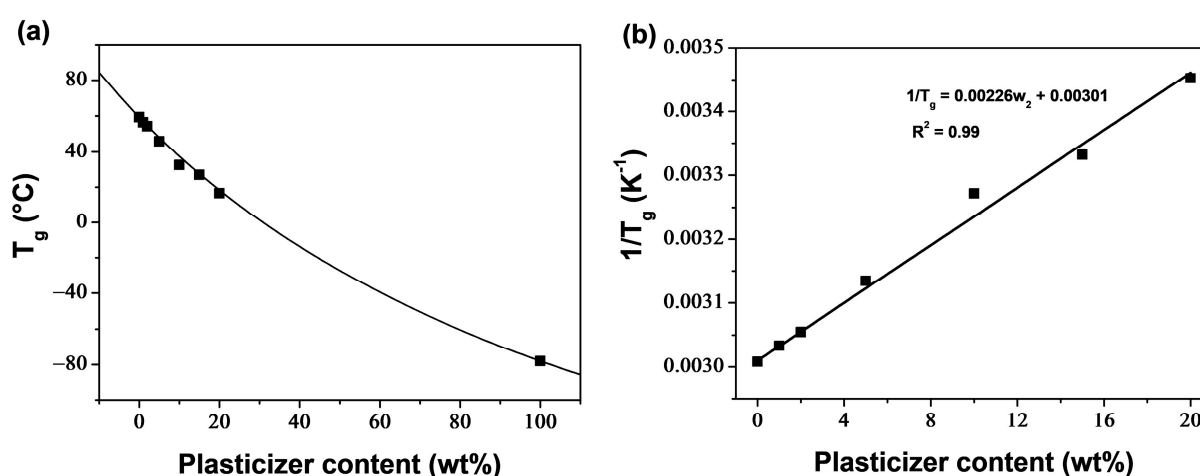 (a)
80
40
0
−40
−80
T_g (°C)
0 20 40 60 80 100
Plasticizer content (wt%)
(b)
0.0035
0.0034
0.0033
0.0032
0.0031
0.0030
1/T_g (K^-1)
1/T_g = 0.00226w_2 + 0.00301
R^2 = 0.99
0 4 8 12 16 20
Plasticizer content (wt%)